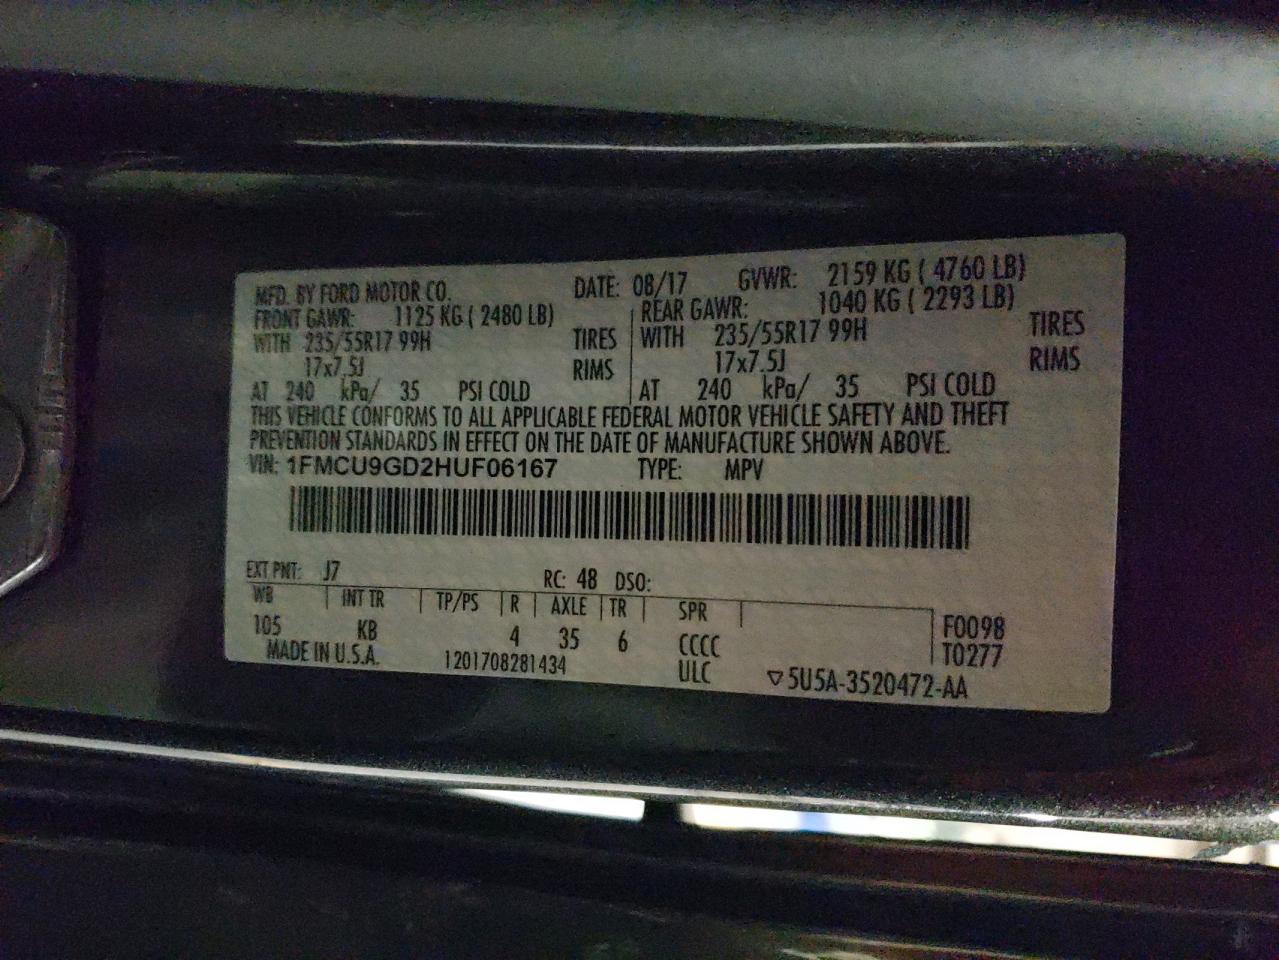 MFD. BY FORD MOTOR CO. DATE: 08/17 GVWR: 2159 KG ( 4760 LB)
FRONT GAWR: 1125 KG ( 2480 LB) REAR GAWR: 1040 KG ( 2293 LB)
WITH 235/55R17 99H TIRES WITH 235/55R17 99H TIRES
17x7.5J RIMS 17x7.5J RIMS
AT 240 kPa/ 35 PSI COLD AT 240 kPa/ 35 PSI COLD
THIS VEHICLE CONFORMS TO ALL APPLICABLE FEDERAL MOTOR VEHICLE SAFETY AND THEFT
PREVENTION STANDARDS IN EFFECT ON THE DATE OF MANUFACTURE SHOWN ABOVE.
VIN: 1FMCU9GD2HUF06167 TYPE: MPV
EXT PNT: J7 RC: 48 DSO:
WB INT TR TP/PS R AXLE TR SPR F0098
105 KB 4 35 6 CCCC T0277
MADE IN U.S.A. 1201708281434 ULC ▽5U5A-3520472-AA